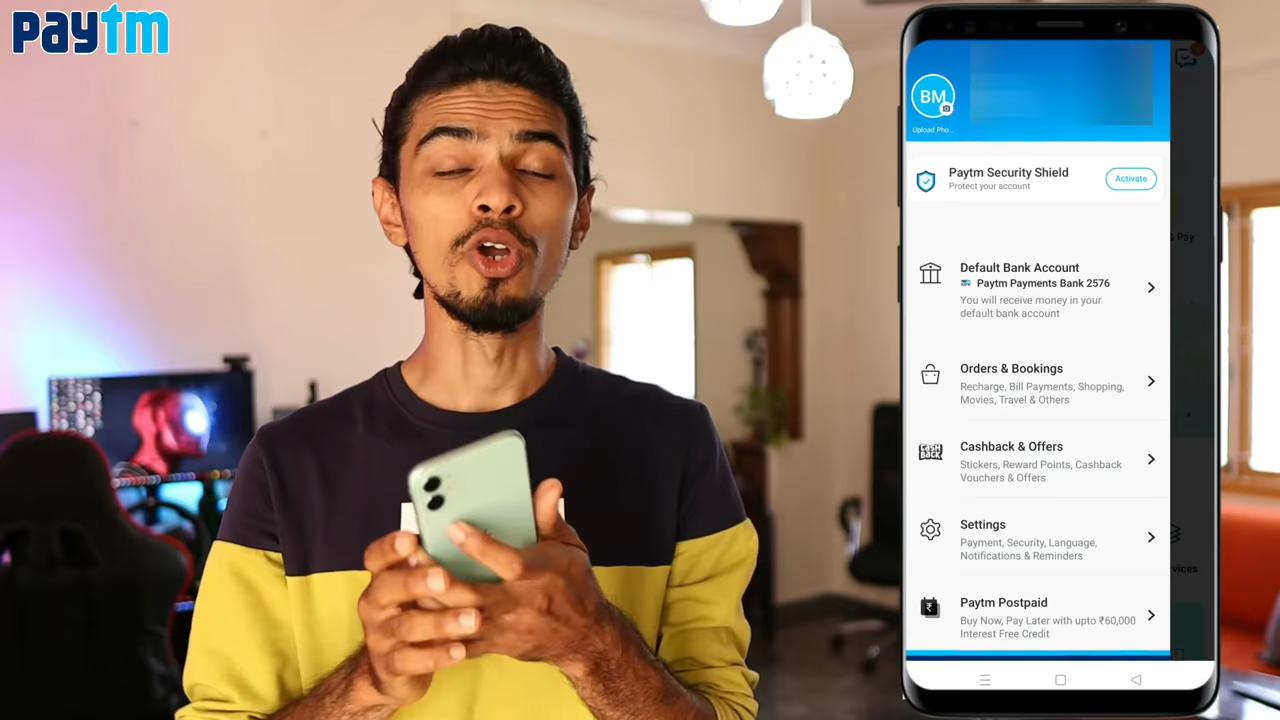 paytm
BM
Upload Pho...
Paytm Security Shield
Protect your account
Activate
Default Bank Account
Paytm Payments Bank 2576
You will receive money in your
default bank account
Orders & Bookings
Recharge, Bill Payments, Shopping,
Movies, Travel & Others
CASH
BACK
Cashback & Offers
Stickers, Reward Points, Cashback
Vouchers & Offers
Settings
Payment, Security, Language,
Notifications & Reminders
Paytm Postpaid
Buy Now, Pay Later with upto ₹60,000
Interest Free Credit
Pay